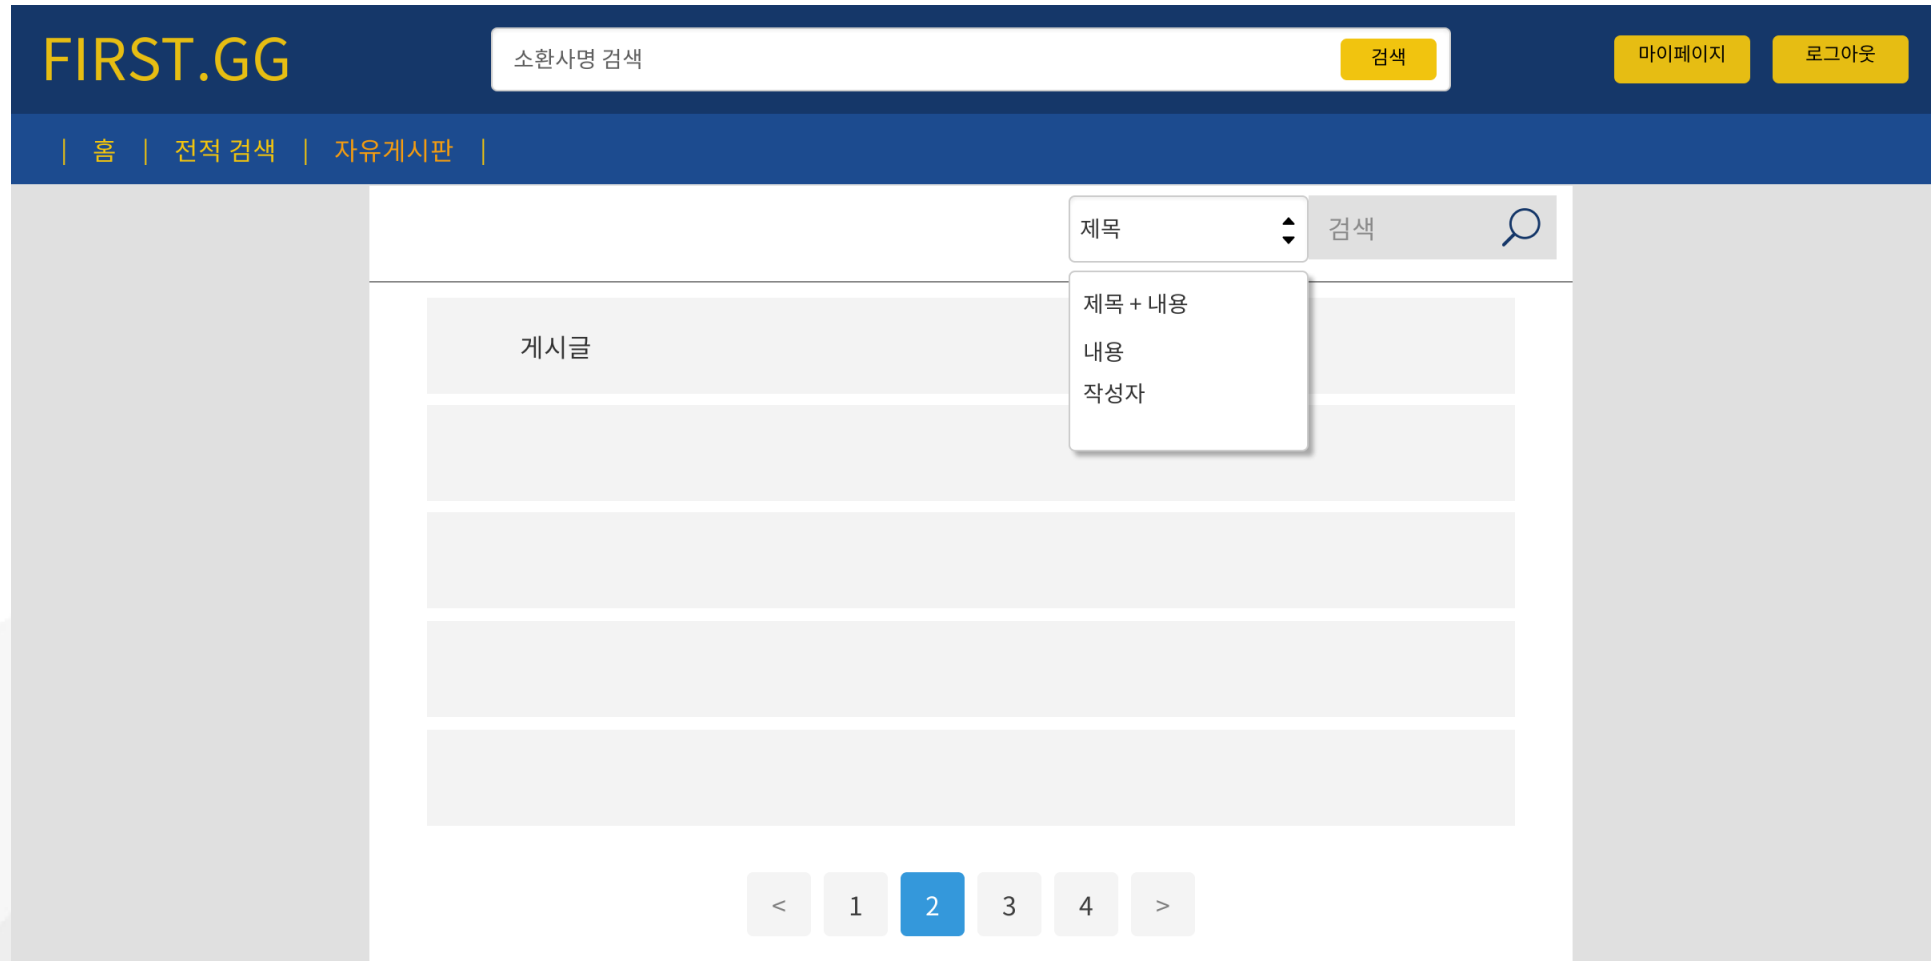 FIRST.GG
소환사명 검색
검색
마이페이지
로그아웃
| 홈 | 전적 검색 | 자유게시판 |
제목
검색
제목 + 내용
내용
작성자
게시글
< 1 2 3 4 >